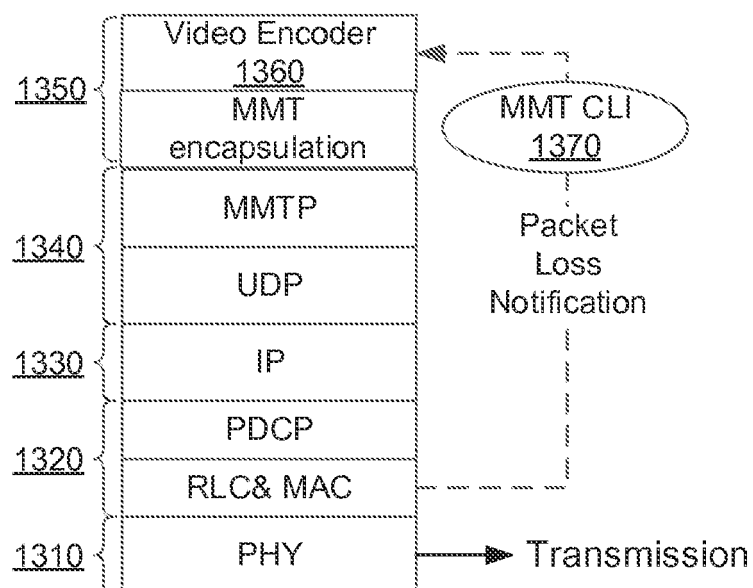 Video Encoder
1360
1350
MMT
encapsulation
MMT CLI
1370
MMTP
1340
UDP
Packet
Loss
Notification
1330
IP
PDCP
1320
RLC& MAC
1310
PHY
Transmission